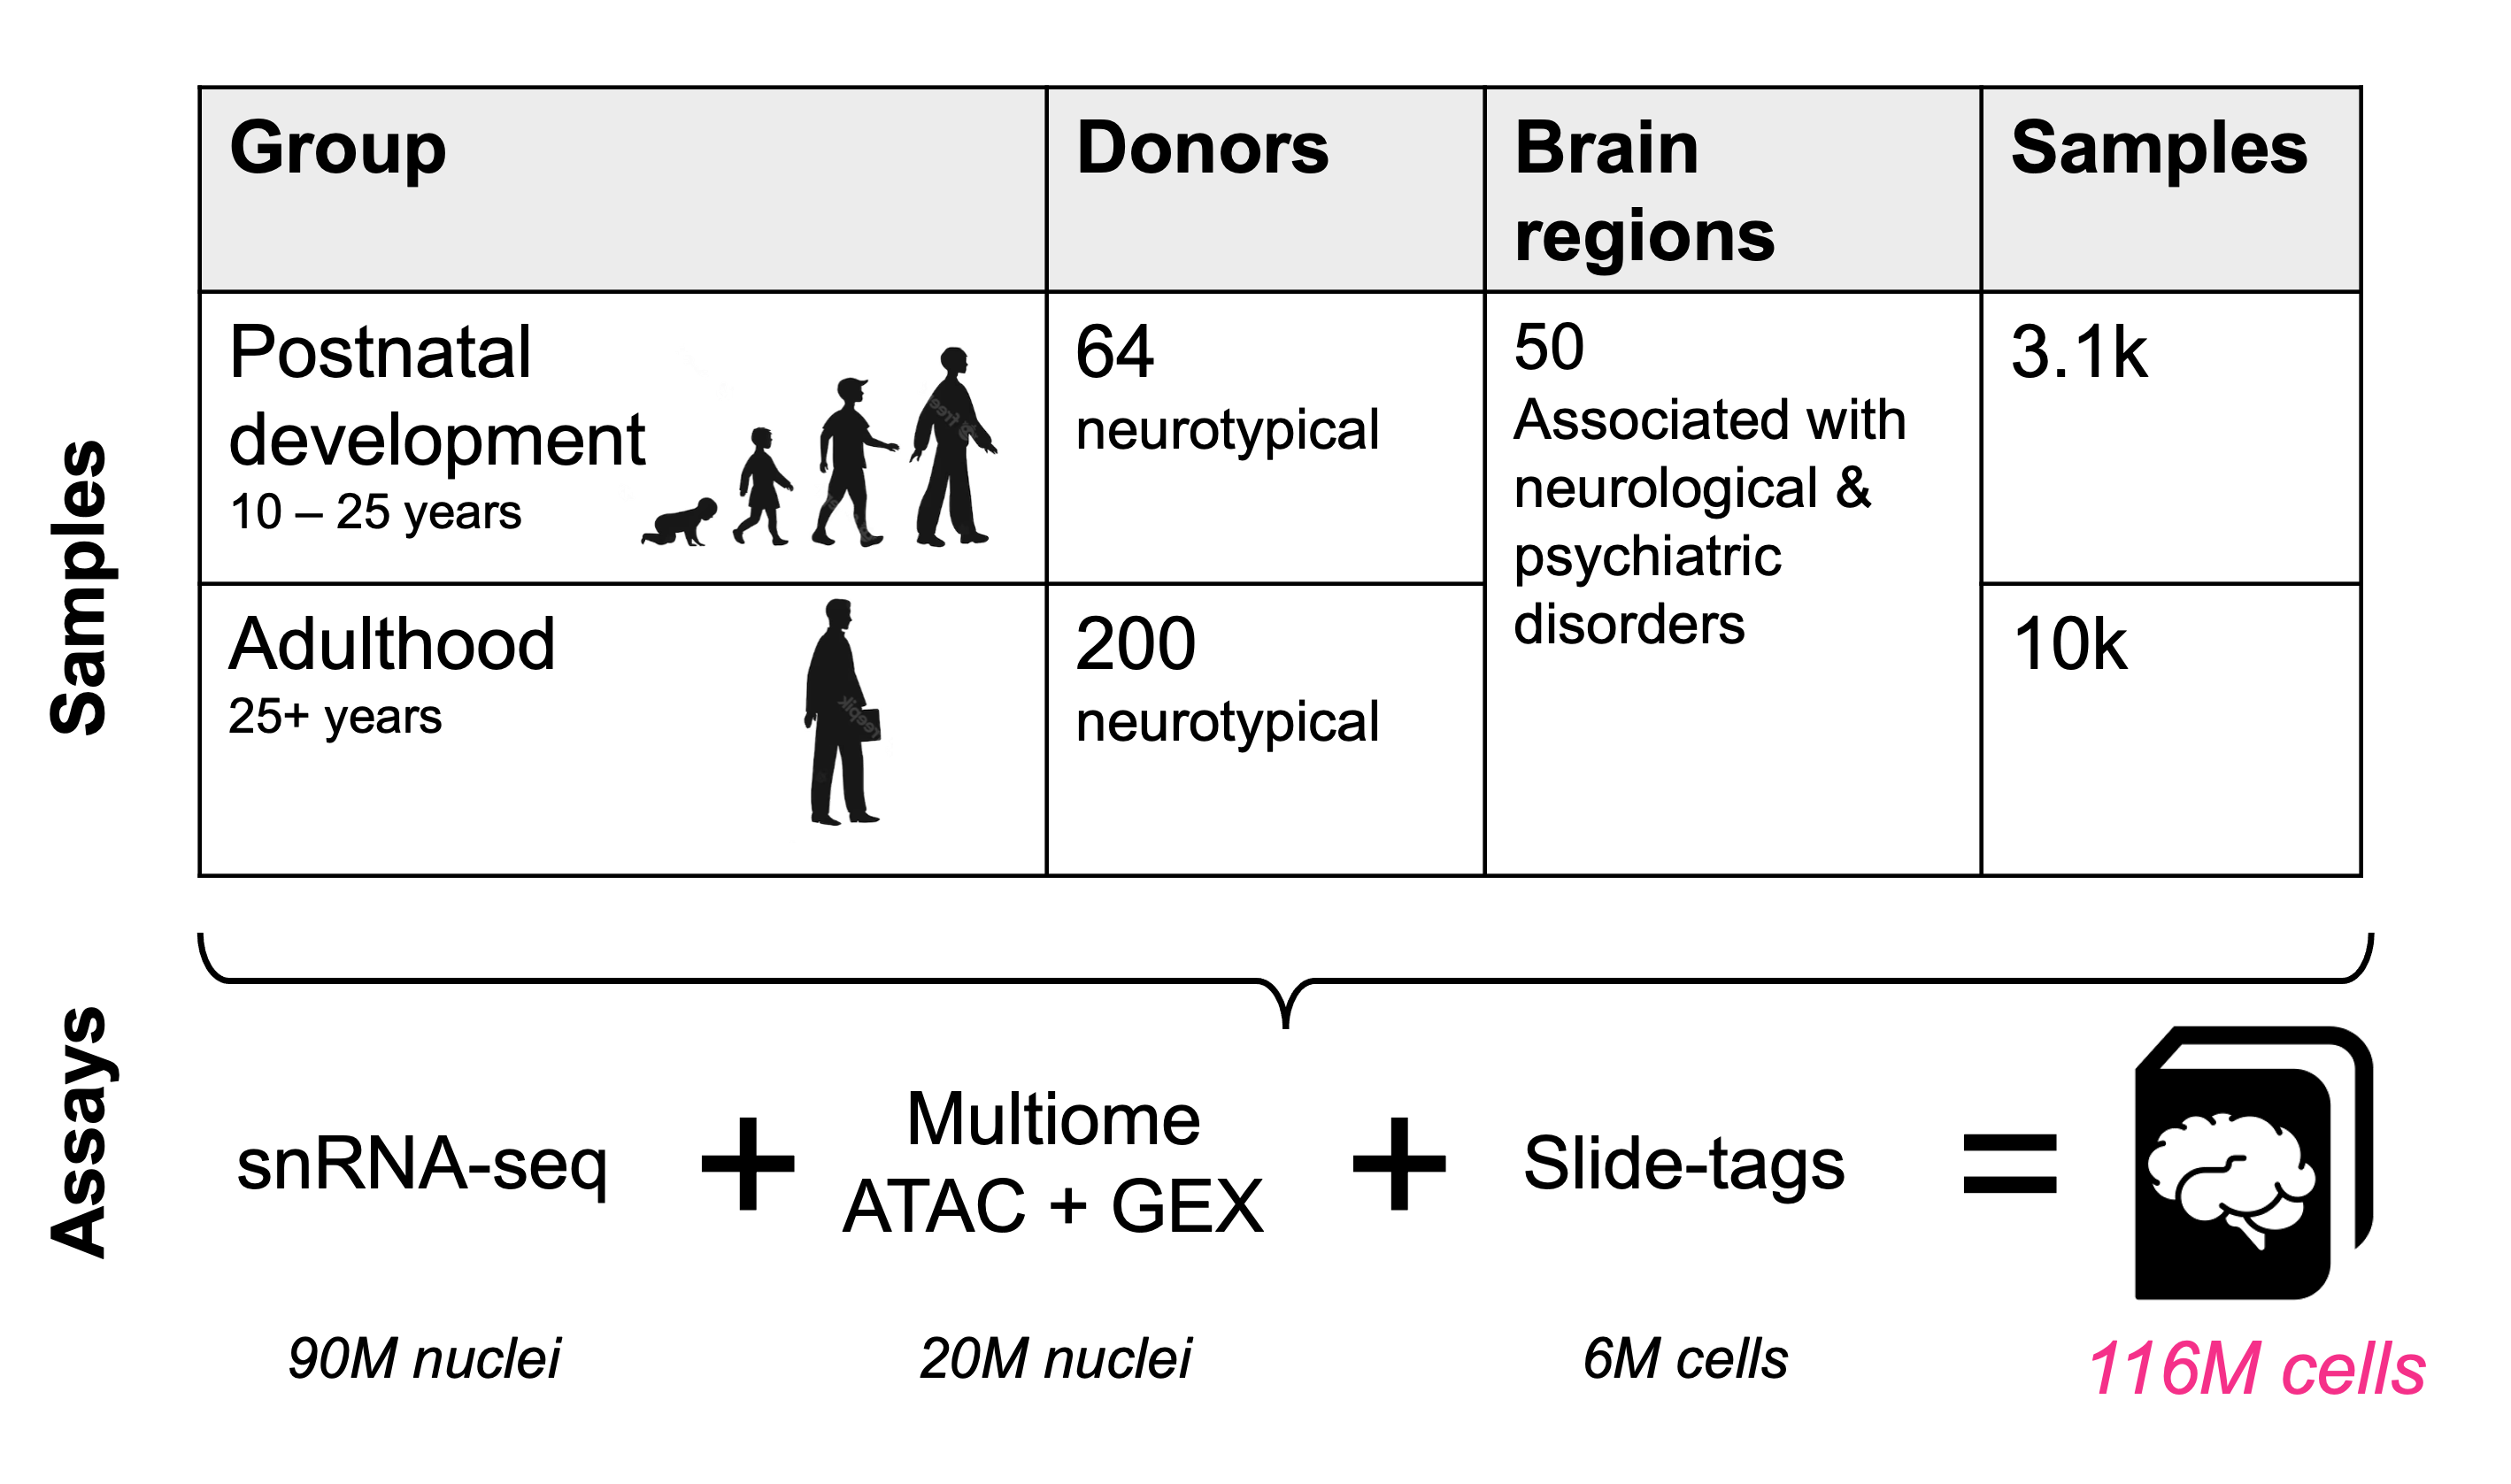 Group
Donors
Brain
regions
Samples
Samples
Postnatal
development
10 – 25 years
64
neurotypical
50
Associated with
neurological &
psychiatric
disorders
3.1k
Adulthood
25+ years
200
neurotypical
10k
Assays
snRNA-seq
+
Multiome
ATAC + GEX
+
Slide-tags
=
90M nuclei
20M nuclei
6M cells
116M cells